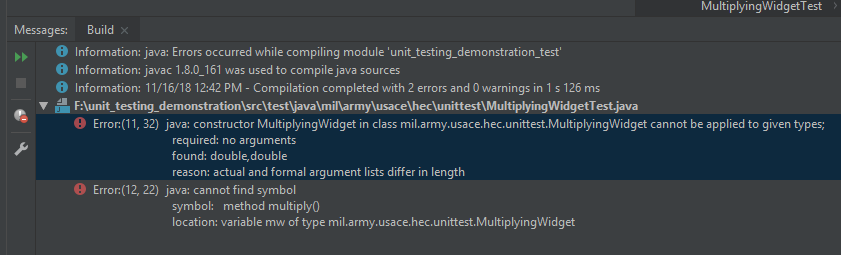 MultiplyingWidgetTest
Messages: Build
Information: java: Errors occurred while compiling module 'unit_testing_demonstration_test'
Information: javac 1.8.0_161 was used to compile java sources
Information: 11/16/18 12:42 PM - Compilation completed with 2 errors and 0 warnings in 1 s 126 ms
F:\unit_testing_demonstration\src\test\java\mil\army\usace\hec\unittest\MultiplyingWidgetTest.java
Error:(11, 32) java: constructor MultiplyingWidget in class mil.army.usace.hec.unittest.MultiplyingWidget cannot be applied to given types;
required: no arguments
found: double,double
reason: actual and formal argument lists differ in length
Error:(12, 22) java: cannot find symbol
symbol: method multiply()
location: variable mw of type mil.army.usace.hec.unittest.MultiplyingWidget